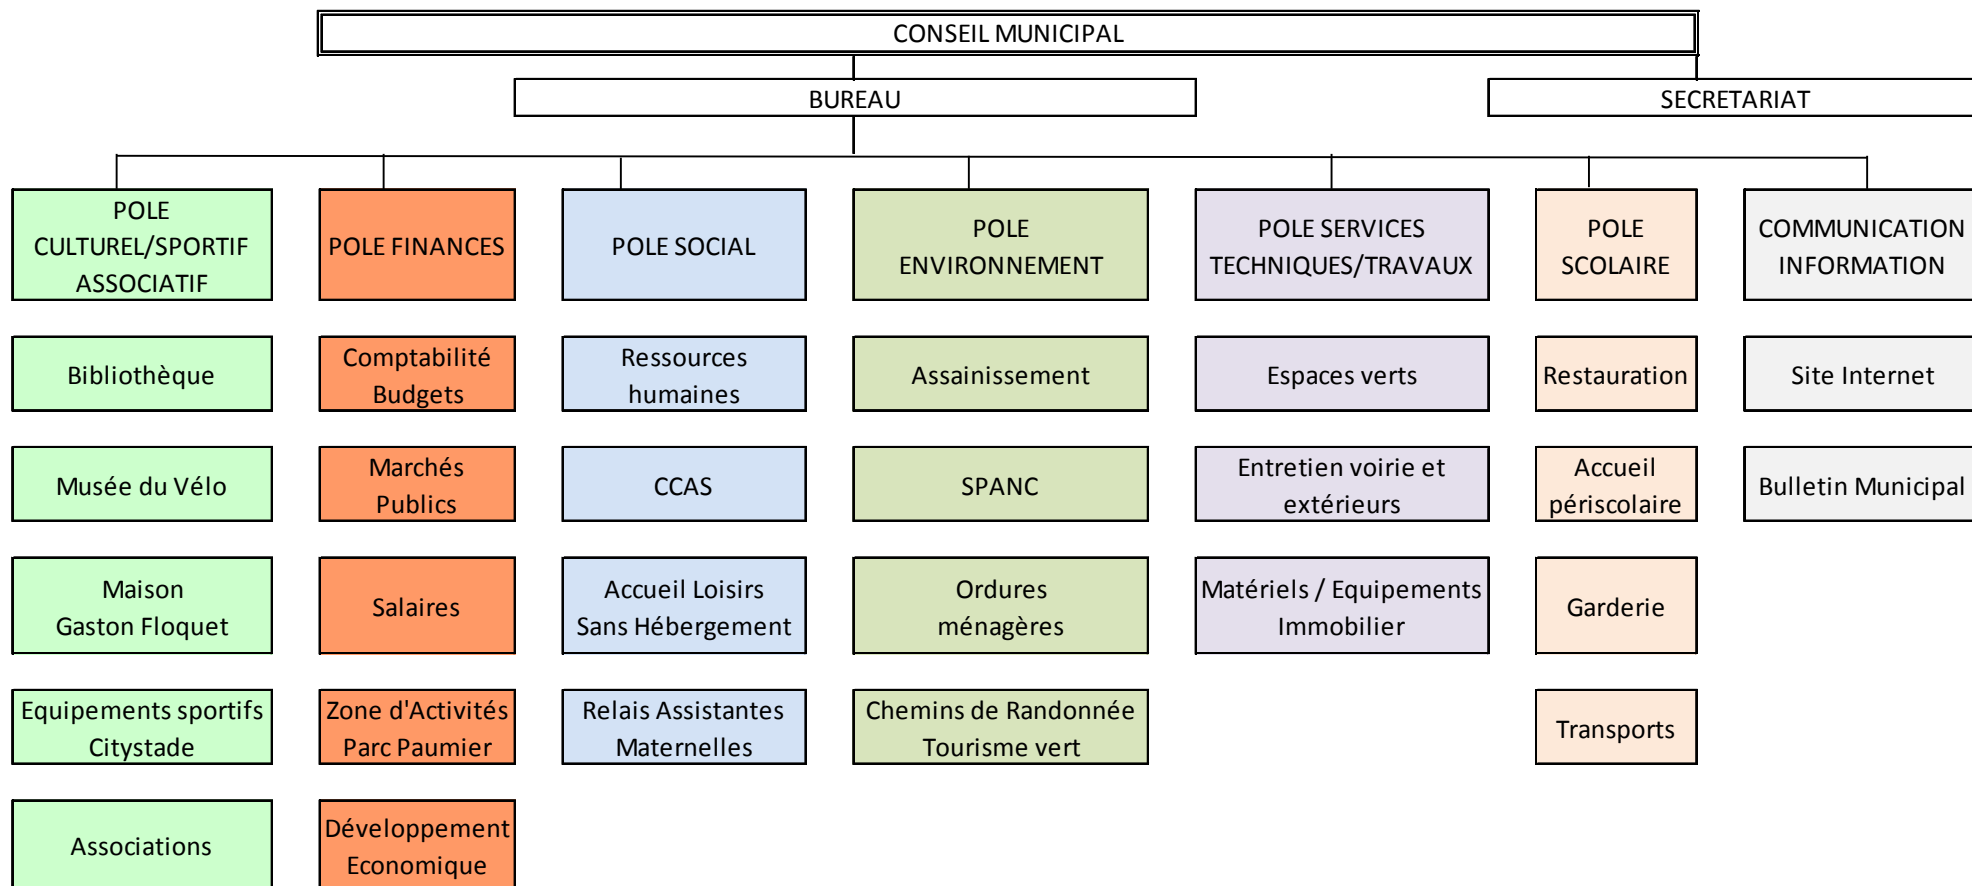 CONSEIL MUNICIPAL
BUREAU
SECRETARIAT
POLE
CULTUREL/SPORTIF
ASSOCIATIF
POLE FINANCES
POLE SOCIAL
POLE
ENVIRONNEMENT
POLE SERVICES
TECHNIQUES/TRAVAUX
POLE
SCOLAIRE
COMMUNICATION
INFORMATION
Bibliothèque
Comptabilité
Budgets
Ressources
humaines
Assainissement
Espaces verts
Restauration
Site Internet
Musée du Vélo
Marchés
Publics
CCAS
SPANC
Entretien voirie et
extérieurs
Accueil
périscolaire
Bulletin Municipal
Maison
Gaston Floquet
Salaires
Accueil Loisirs
Sans Hébergement
Ordures
ménagères
Matériels / Equipements
Immobilier
Garderie
Equipements sportifs
Citystade
Zone d'Activités
Parc Paumier
Relais Assistantes
Maternelles
Chemins de Randonnée
Tourisme vert
Transports
Associations
Développement
Economique